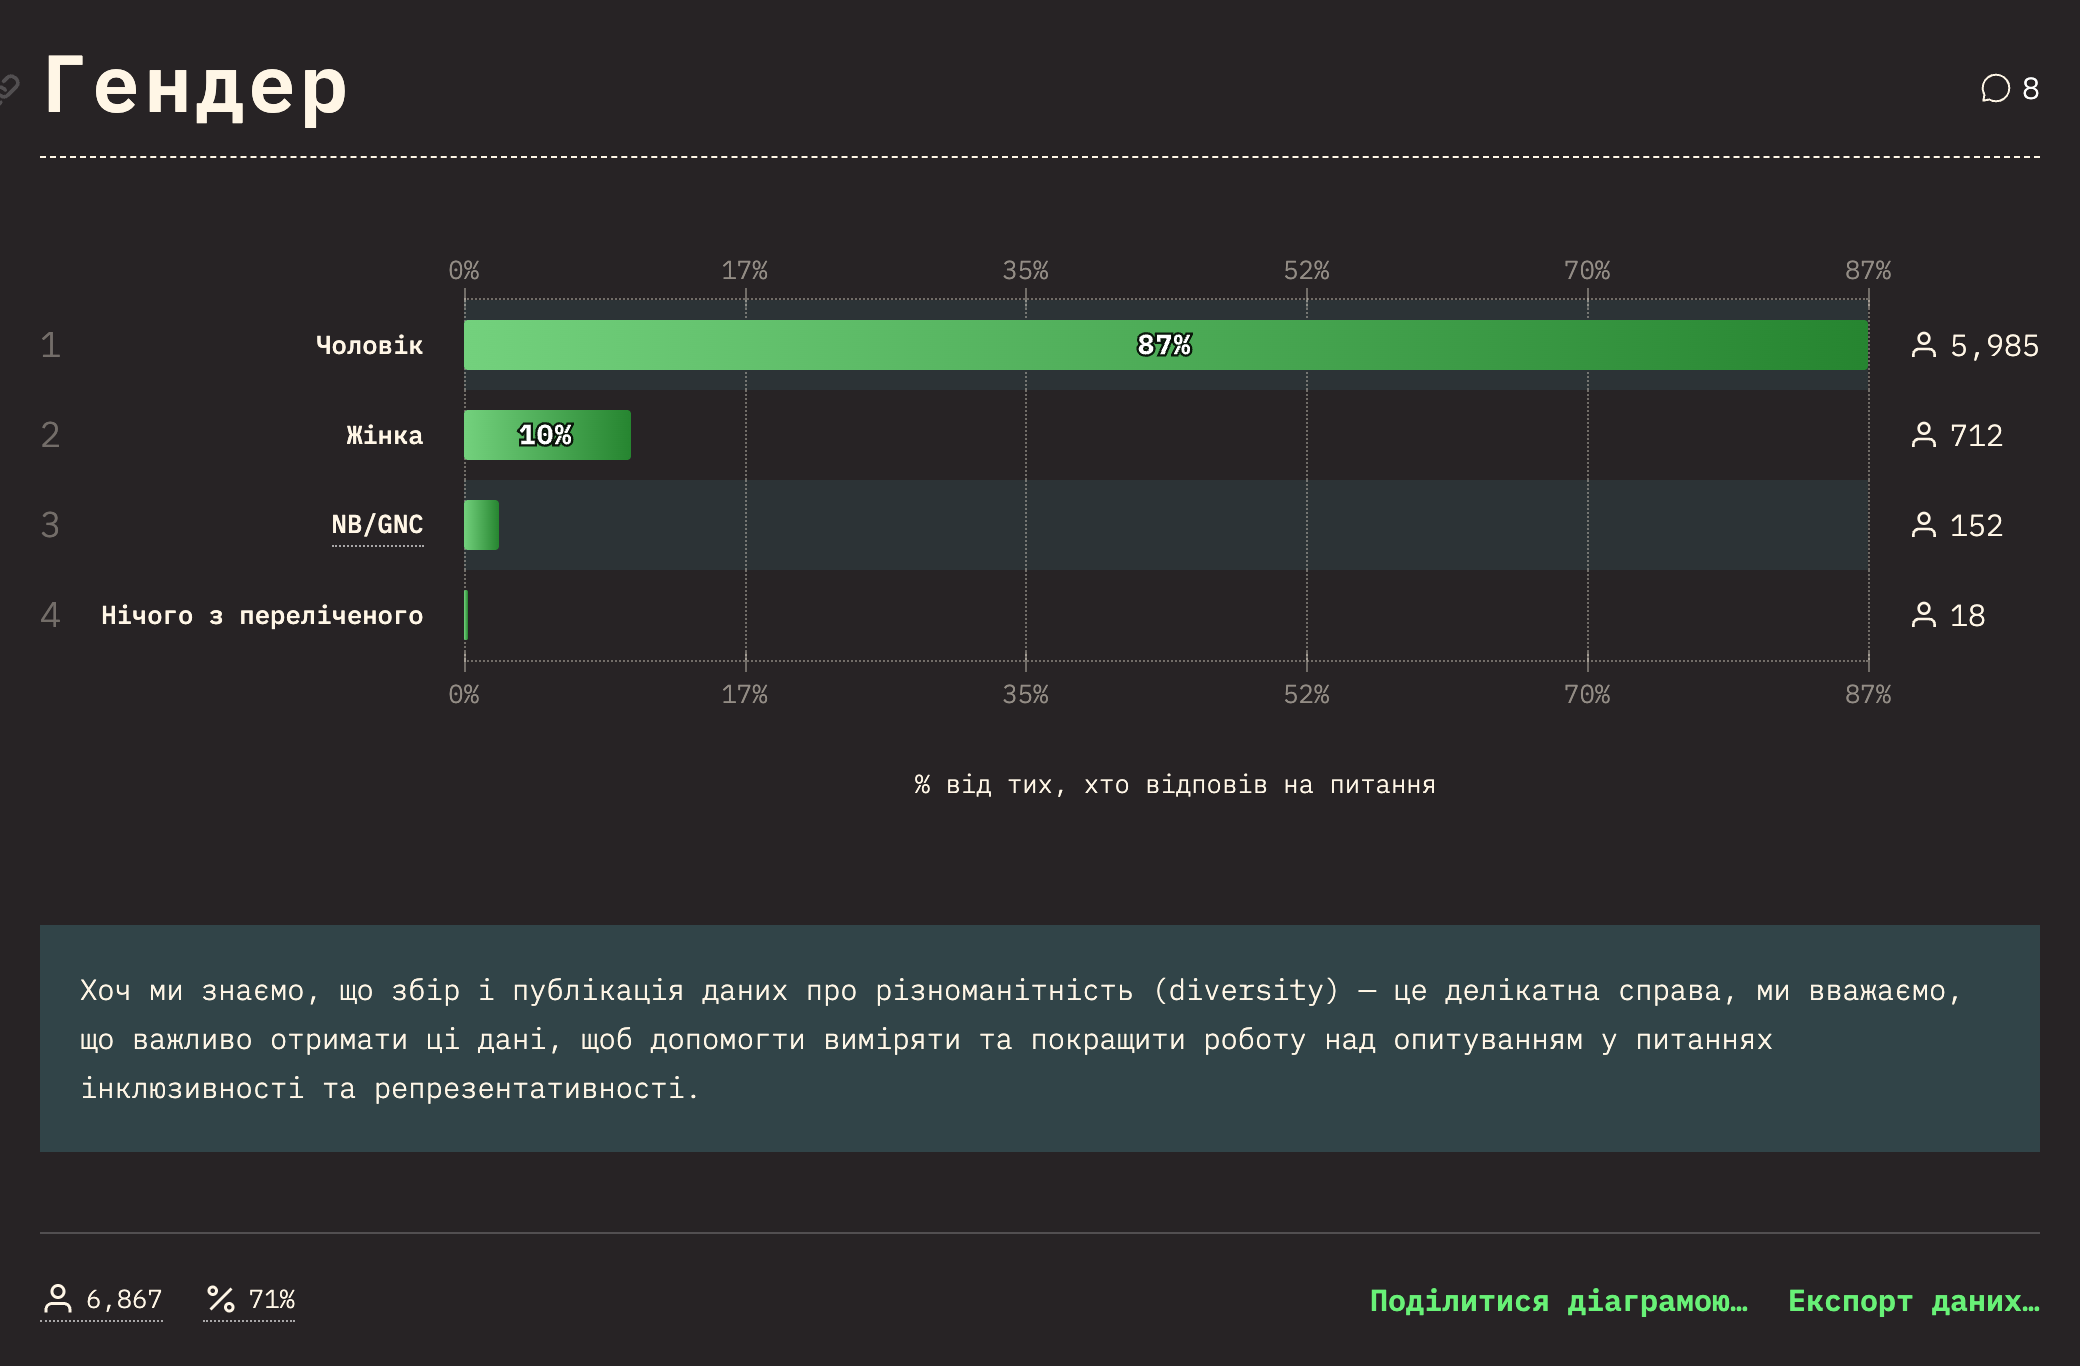 Гендер
8
0% 17% 35% 52% 70% 87%
1 Чоловік 87% 5,985
2 Жінка 10% 712
3 NB/GNC 152
4 Нічого з переліченого 18
0% 17% 35% 52% 70% 87%
% від тих, хто відповів на питання
Хоч ми знаємо, що збір і публікація даних про різноманітність (diversity) — це делікатна справа, ми вважаємо,
що важливо отримати ці дані, щоб допомогти виміряти та покращити роботу над опитуванням у питаннях
інклюзивності та репрезентативності.
6,867 71% Поділитися діаграмою… Експорт даних…